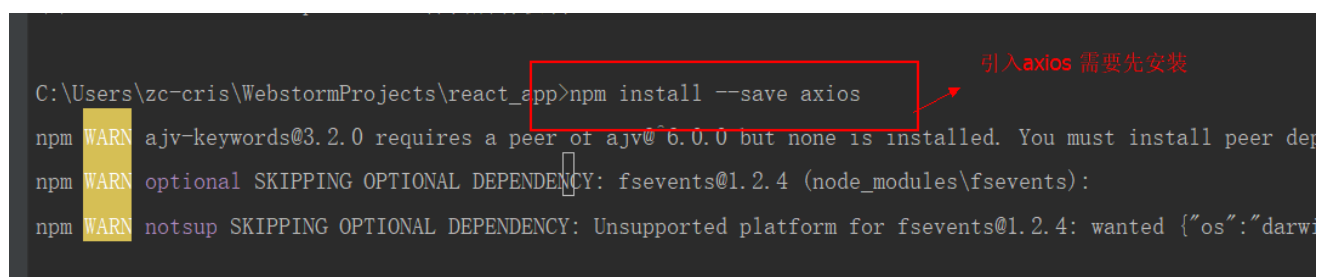 引入axios 需要先安装
C:\Users\zc-cris\WebstormProjects\react_app>npm install --save axios
npm WARN ajv-keywords@3.2.0 requires a peer of ajv@^6.0.0 but none is installed. You must install peer dep
npm WARN optional SKIPPING OPTIONAL DEPENDENCY: fsevents@1.2.4 (node_modules\fsevents):
npm WARN notsup SKIPPING OPTIONAL DEPENDENCY: Unsupported platform for fsevents@1.2.4: wanted {"os":"darwi